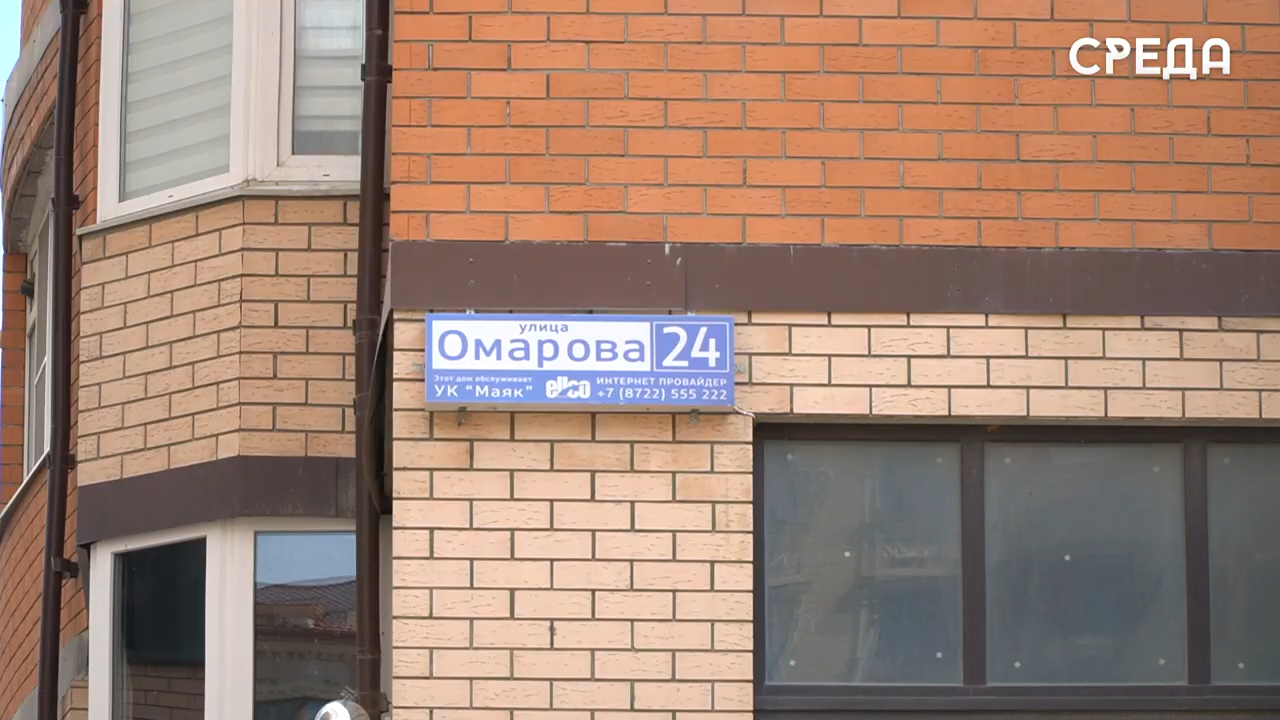 СРЕДА
улица
Омарова 24
Этот дом обслуживает
УК "Маяк"
ellco
ИНТЕРНЕТ ПРОВАЙДЕР
+7 (8722) 555 222